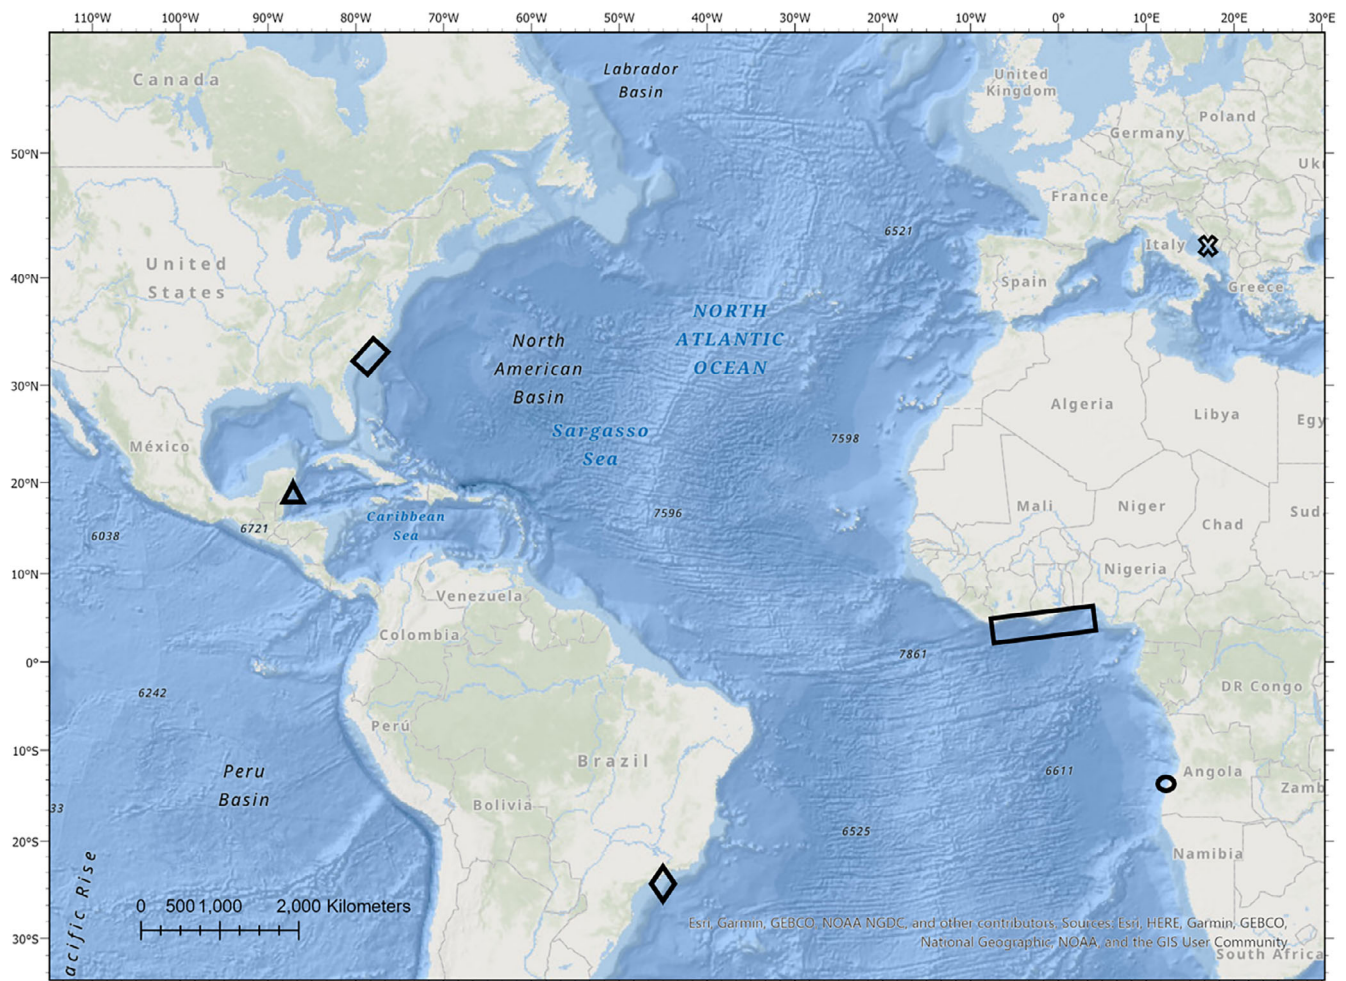 110°W 100°W 90°W 80°W 70°W 60°W 50°W 40°W 30°W 20°W 10°W 0° 10°E 20°E 30°E
Labrador
Basin
Canada
United
Kingdom
Poland
Germany
50°N
Uk
France
6521
Italy
United
States
40°N
Spain
Greece
NORTH
ATLANTIC
OCEAN
North
American
Basin
30°N
Algeria
Libya
Egy
Sargasso
Sea
7598
México
20°N
Mali
Niger
Chad
Sud
Caribbean
Sea
7596
6721
6038
10°N
Nigeria
Venezuela
Colombia
7861
0°
6242
DR Congo
Perú
10°S
Brazil
Peru
Basin
6611
Angola
Zamb
33
Bolivia
20°S
6525
Namibia
acific Rise
0 500 1,000 2,000 Kilometers
30°S
Esri, Garmin, GEBCO, NOAA NGDC, and other contributors, Sources: Esri, HERE, Garmin, GEBCO,
National Geographic, NOAA, and the GIS User Community
South Africa